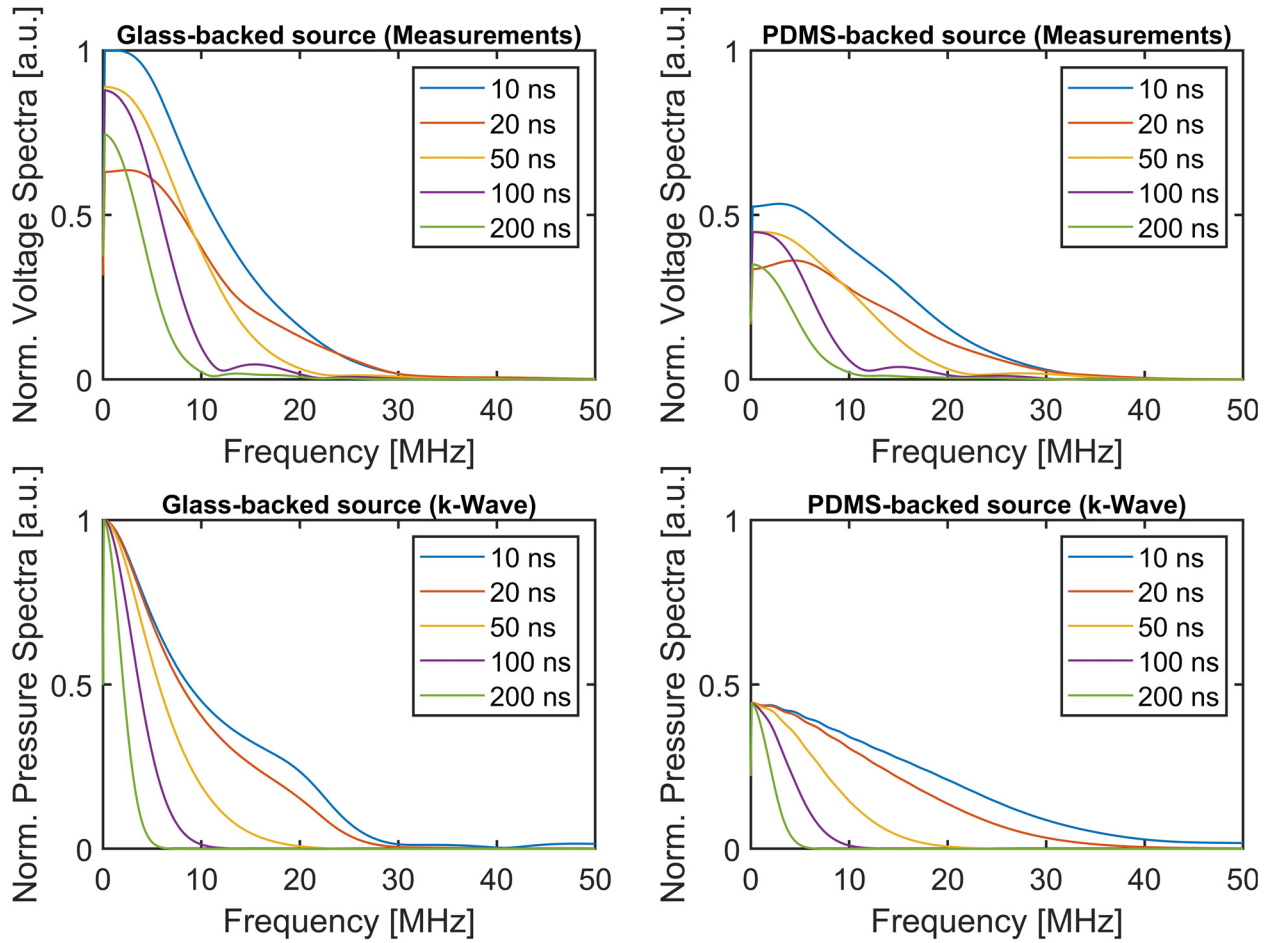 Glass-backed source (Measurements)
Norm. Voltage Spectra [a.u.]
1
0.5
0
0 10 20 30 40 50
Frequency [MHz]
10 ns
20 ns
50 ns
100 ns
200 ns
PDMS-backed source (Measurements)
Norm. Voltage Spectra [a.u.]
1
0.5
0
0 10 20 30 40 50
Frequency [MHz]
10 ns
20 ns
50 ns
100 ns
200 ns
Glass-backed source (k-Wave)
Norm. Pressure Spectra [a.u.]
1
0.5
0
0 10 20 30 40 50
Frequency [MHz]
10 ns
20 ns
50 ns
100 ns
200 ns
PDMS-backed source (k-Wave)
Norm. Pressure Spectra [a.u.]
1
0.5
0
0 10 20 30 40 50
Frequency [MHz]
10 ns
20 ns
50 ns
100 ns
200 ns